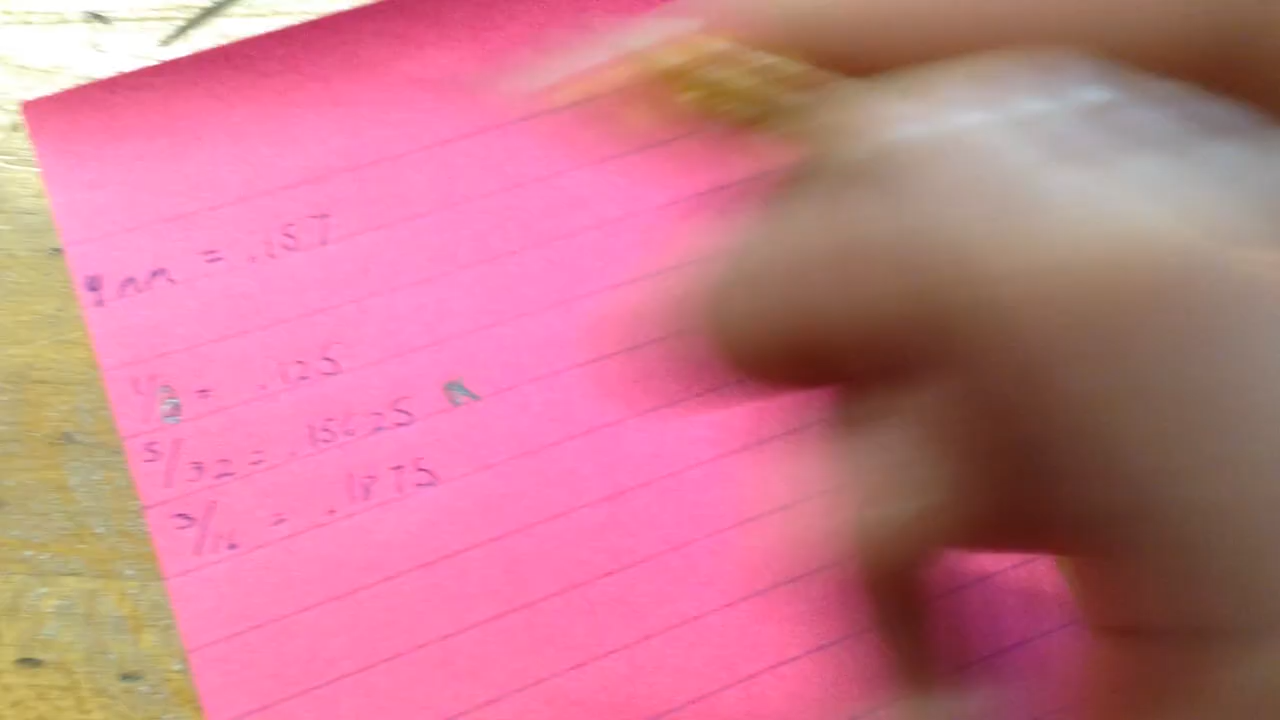 4mm = .157
1/8 = .125
5/32 = .15625
3/16 = .1875